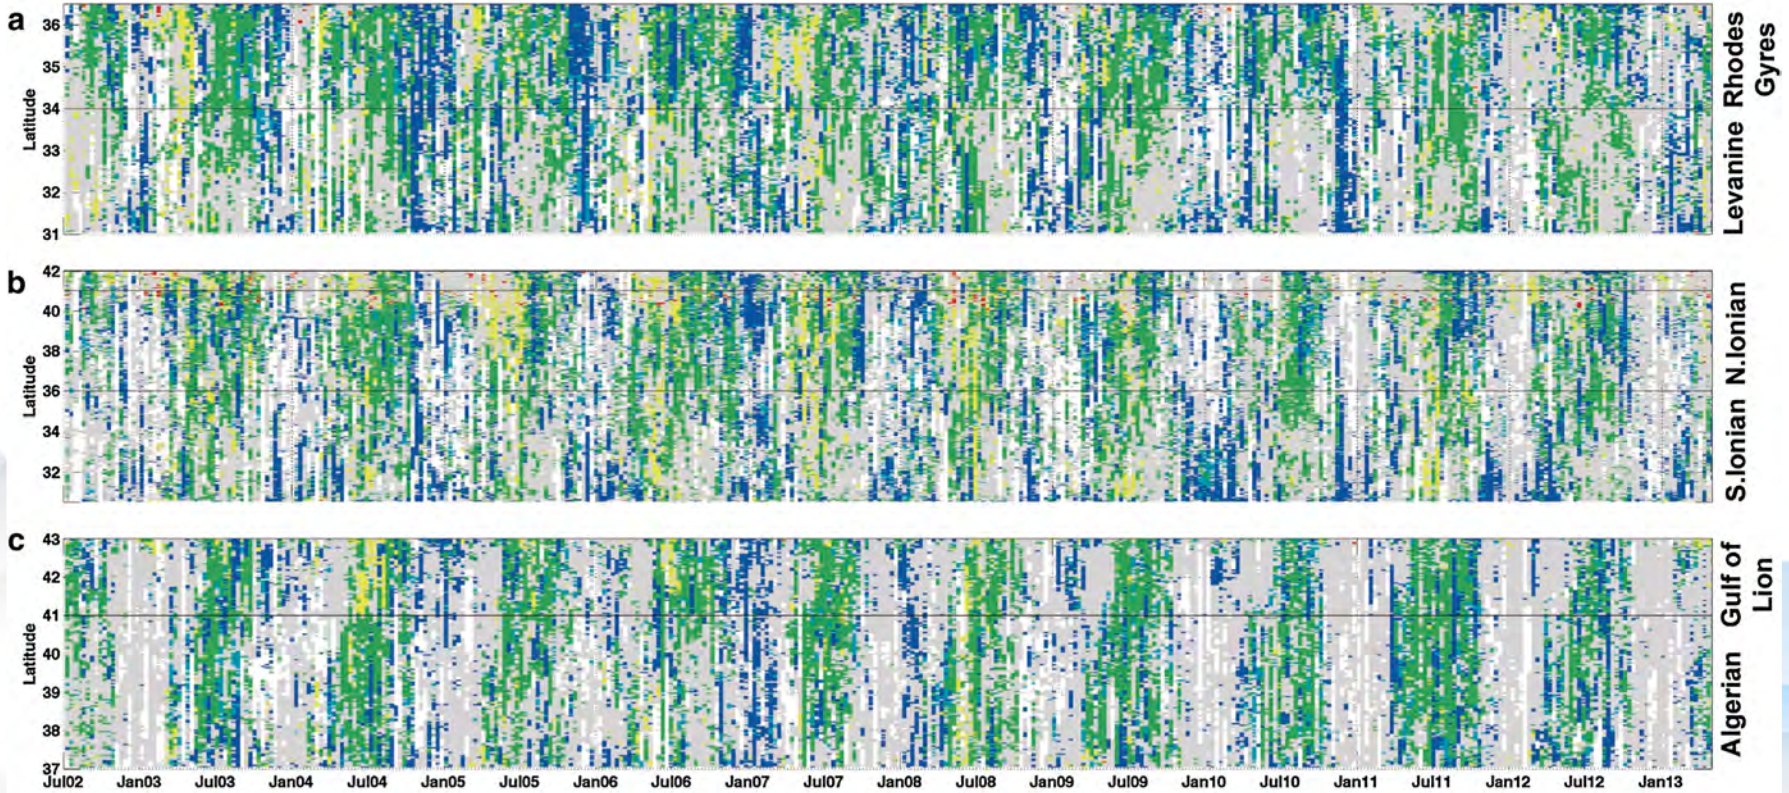 a
36
35
34
33
32
31
Latitude
Levanine Rhodes
Gyres
b
42
40
38
36
34
32
Latitude
S.Ionian N.Ionian
c
43
42
41
40
39
38
37
Latitude
Algerian Gulf of
Lion
Jul02 Jan03 Jul03 Jan04 Jul04 Jan05 Jul05 Jan06 Jul06 Jan07 Jul07 Jan08 Jul08 Jan09 Jul09 Jan10 Jul10 Jan11 Jul11 Jan12 Jul12 Jan13